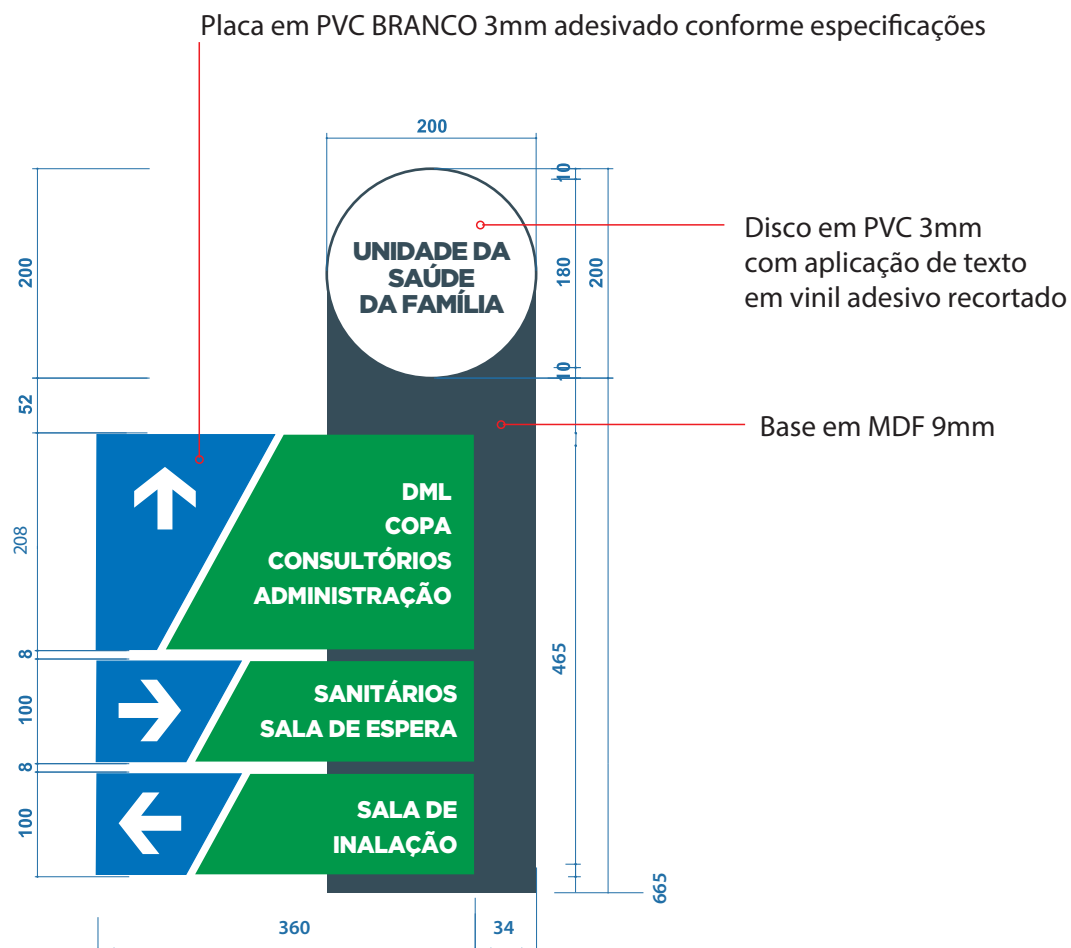 Placa em PVC BRANCO 3mm adesivado conforme especificações
200
10
UNIDADE DA
SAÚDE
DA FAMÍLIA
200
180
200
Disco em PVC 3mm
com aplicação de texto
em vinil adesivo recortado
10
52
Base em MDF 9mm
208
DML
COPA
CONSULTÓRIOS
ADMINISTRAÇÃO
8
465
100
SANITÁRIOS
SALA DE ESPERA
8
100
SALA DE
INALAÇÃO
665
360
34